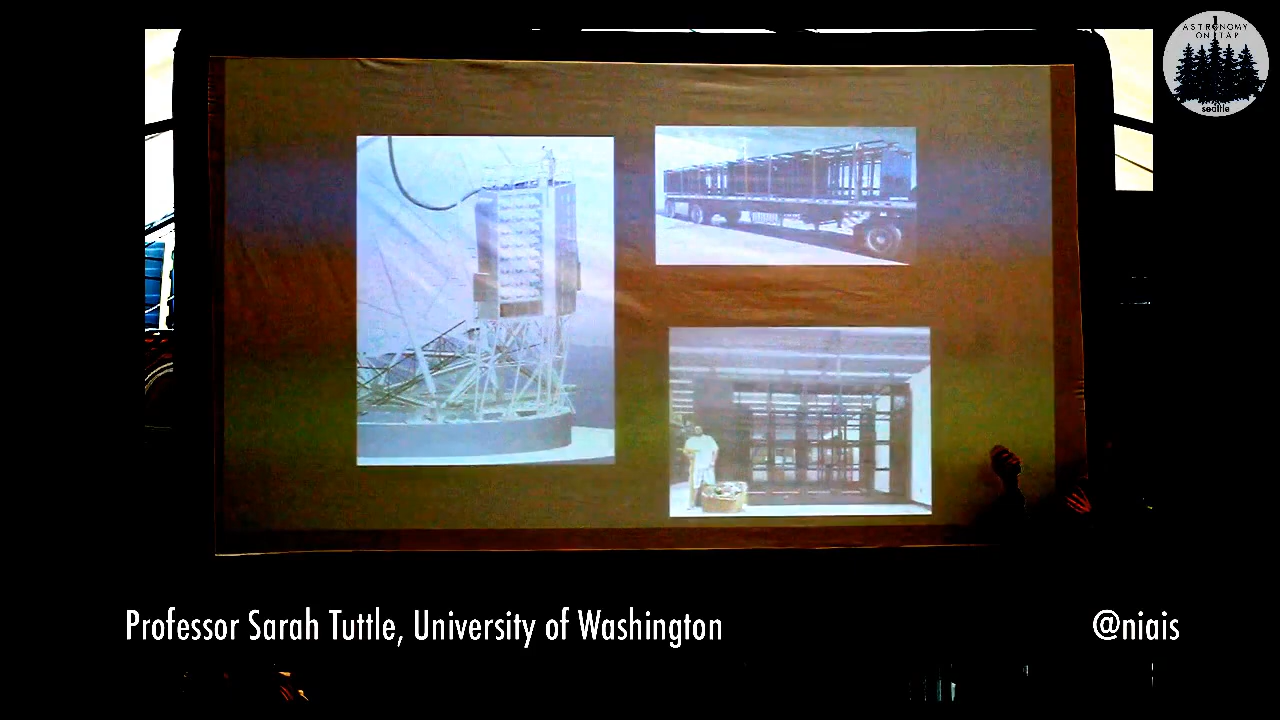 ASTRONOMY
ON TAP
seattle
Professor Sarah Tuttle, University of Washington
@niais